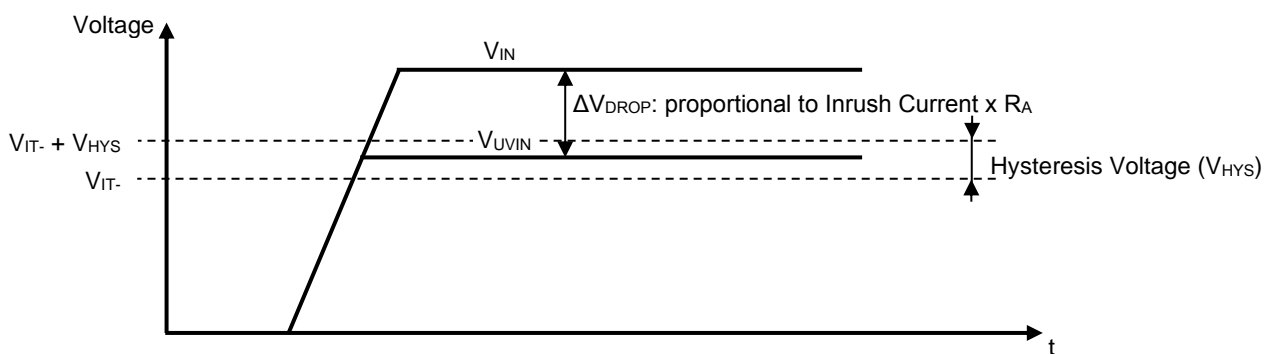 Voltage
VIN
ΔVDROP: proportional to Inrush Current x RA
VIT- + VHYS
VUVIN
VIT-
Hysteresis Voltage (VHYS)
t